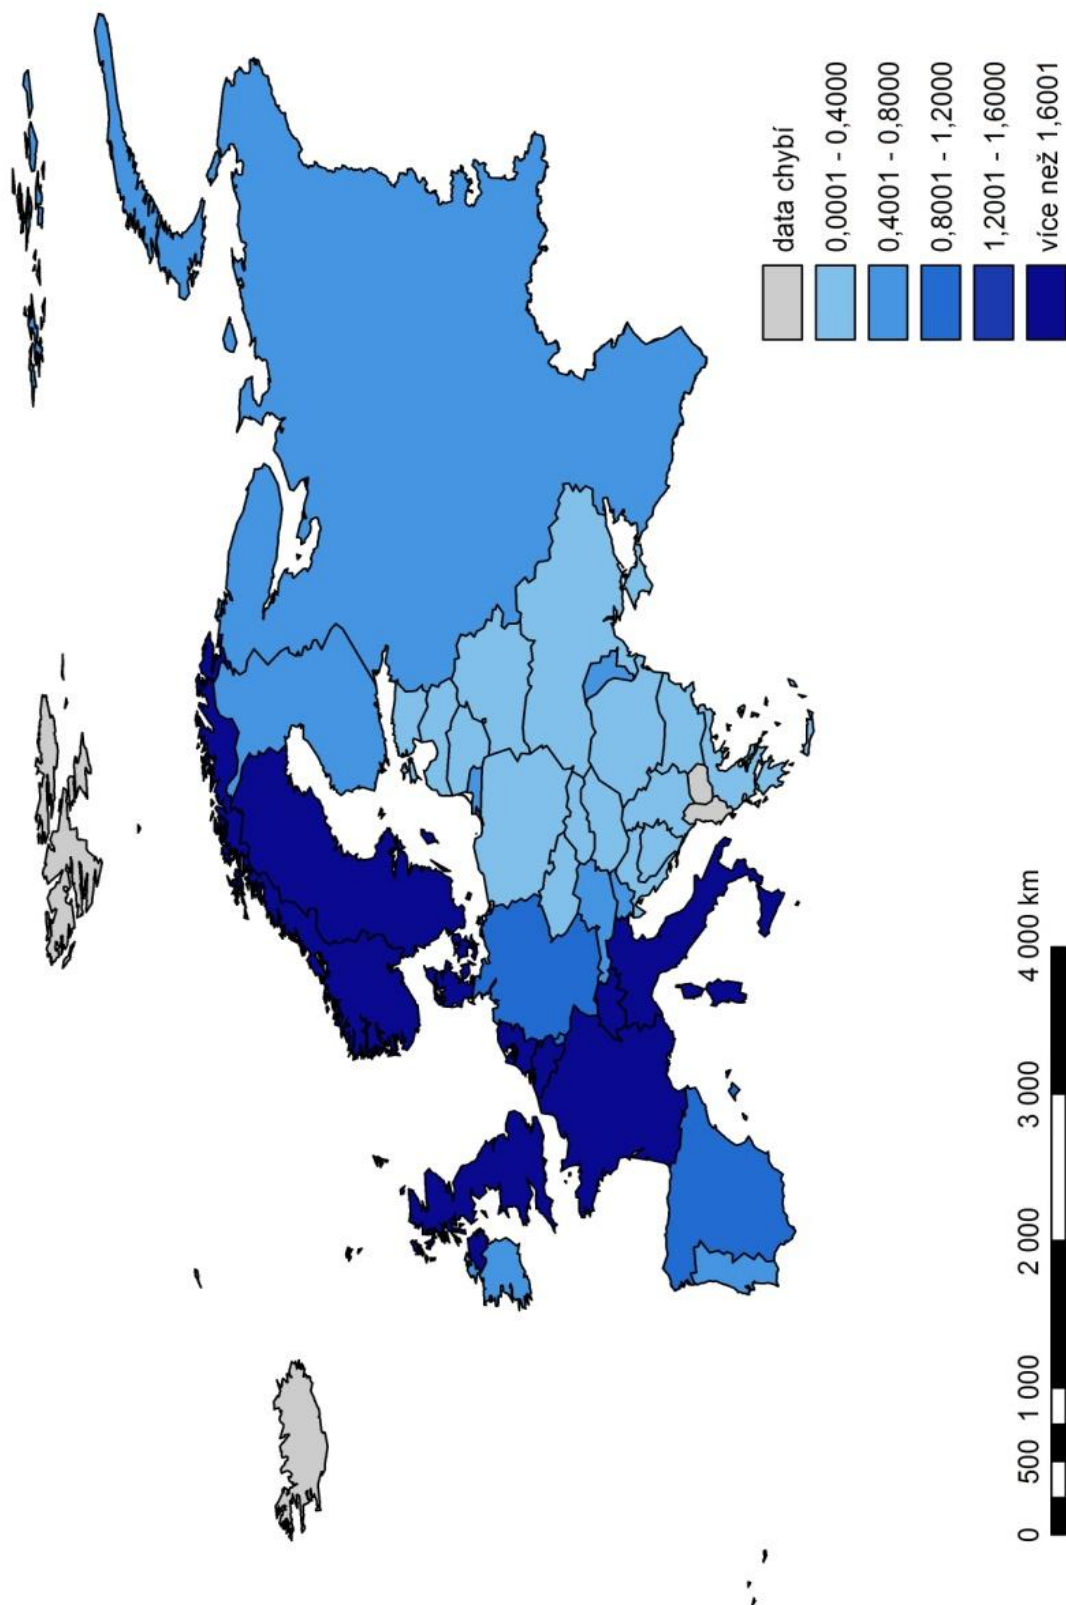 data chybí
0,0001 - 0,4000
0,4001 - 0,8000
0,8001 - 1,2000
1,2001 - 1,6000
více než 1,6001
0 500 1 000 2 000 3 000 4 000 km